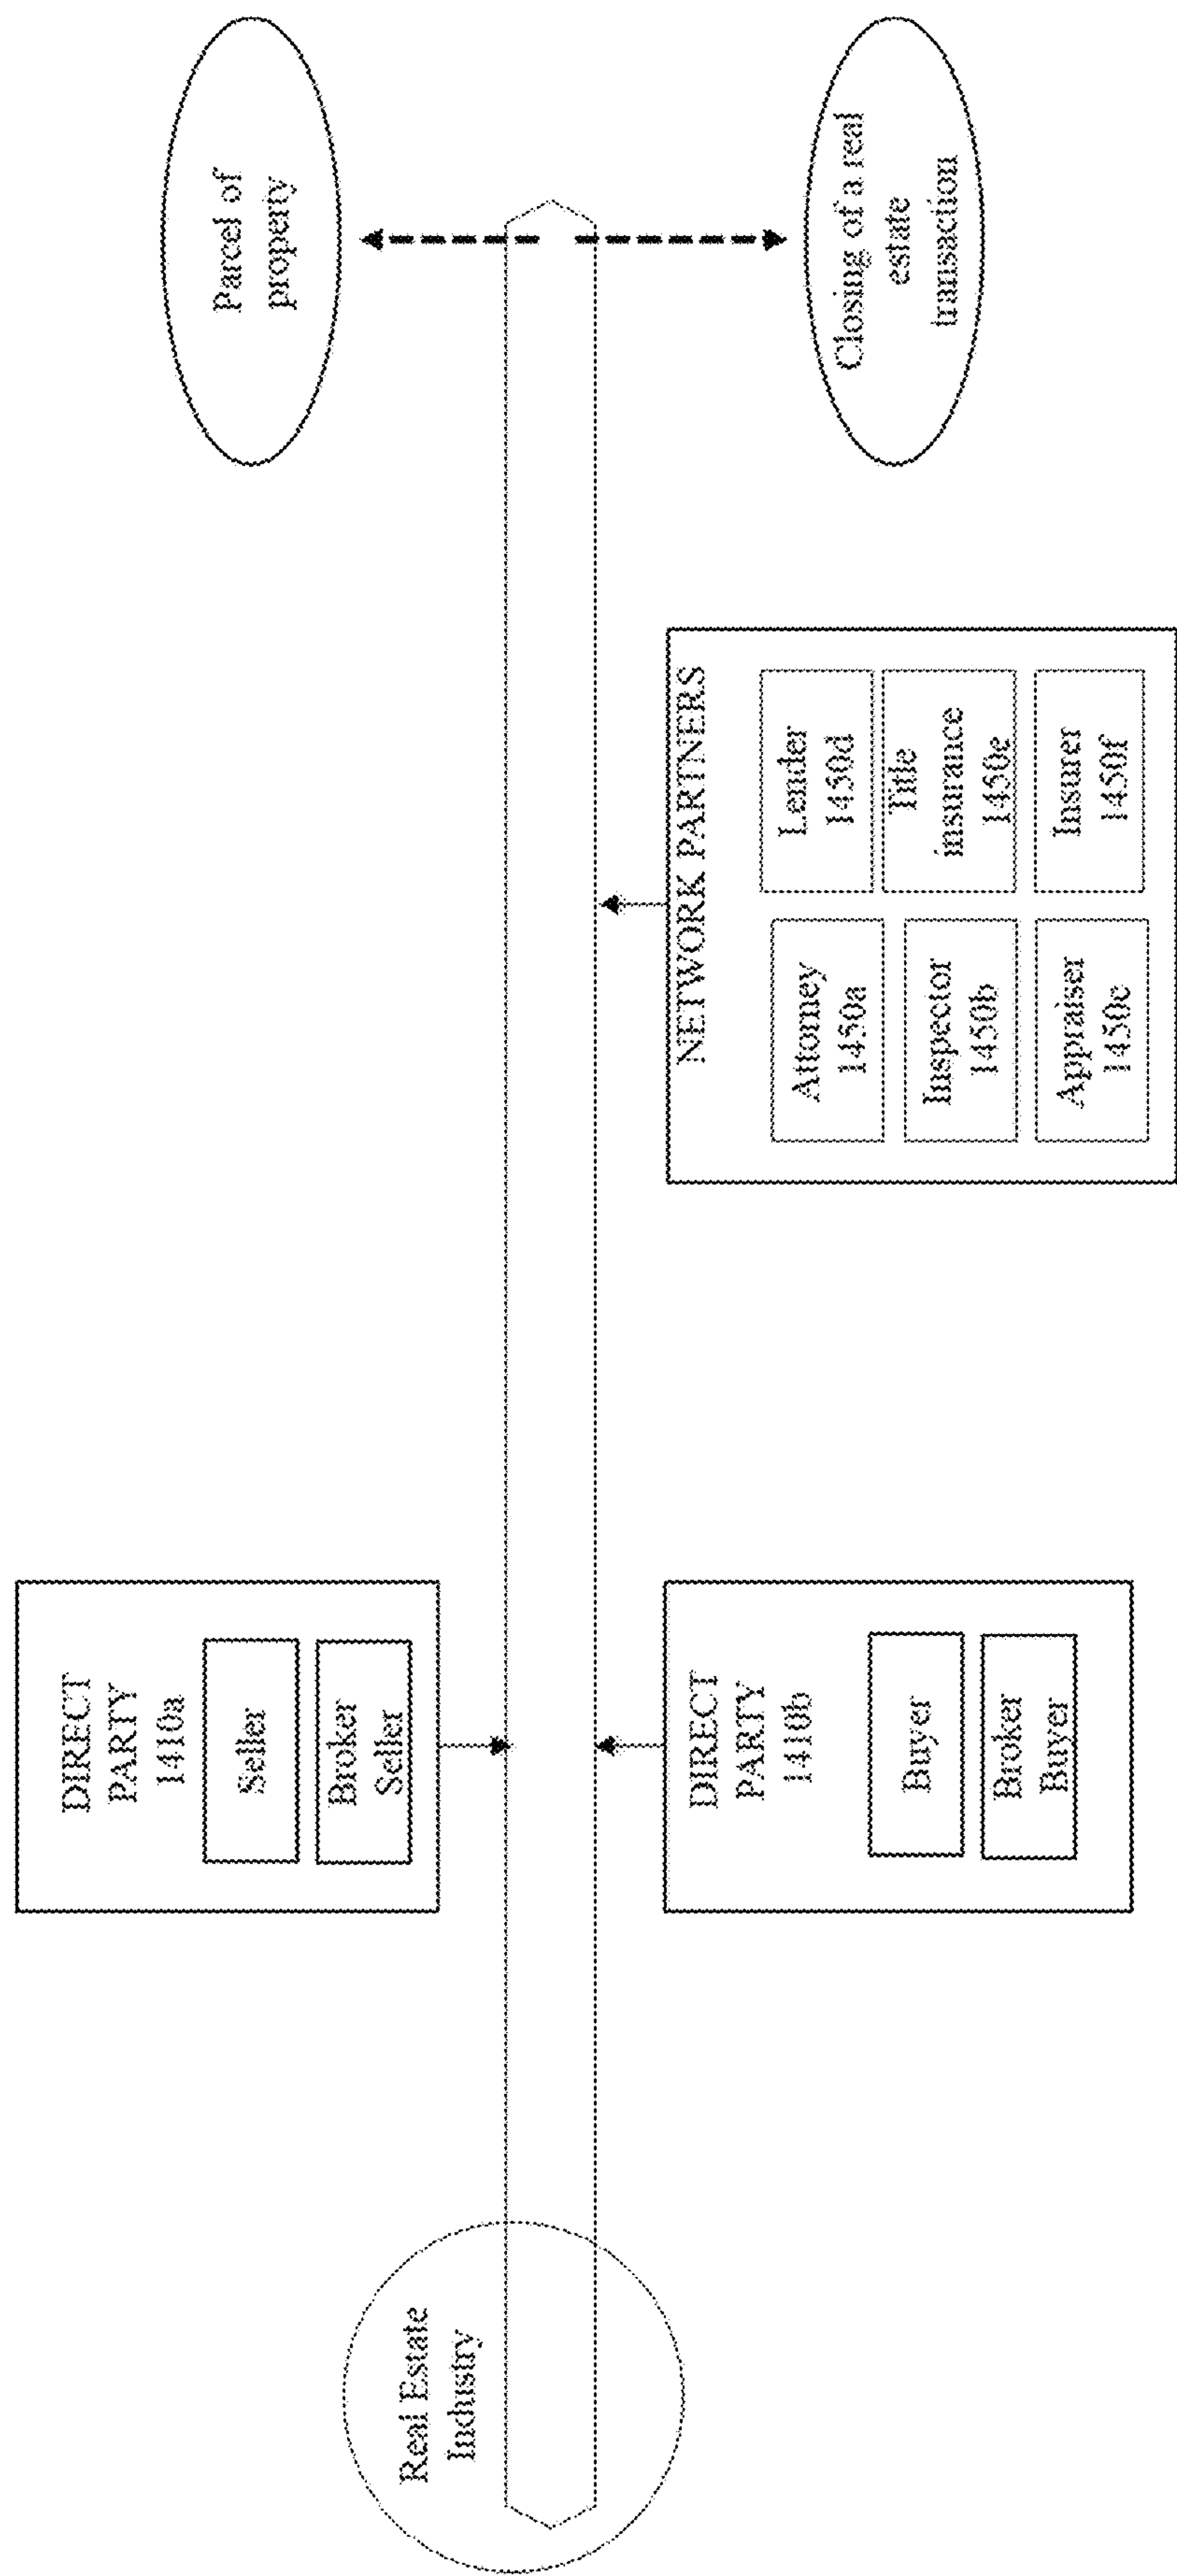 Real Estate
Industry
DIRECT
PARTY
1410a
Seller
Broker
Seller
DIRECT
PARTY
1410b
Buyer
Broker
Buyer
NETWORK PARTNERS
Attorney
1450a
Inspector
1450b
Appraiser
1450c
Lender
1450d
Title
insurance
1450e
Insurer
1450f
Parcel of
property
Closing of a real
estate
transaction